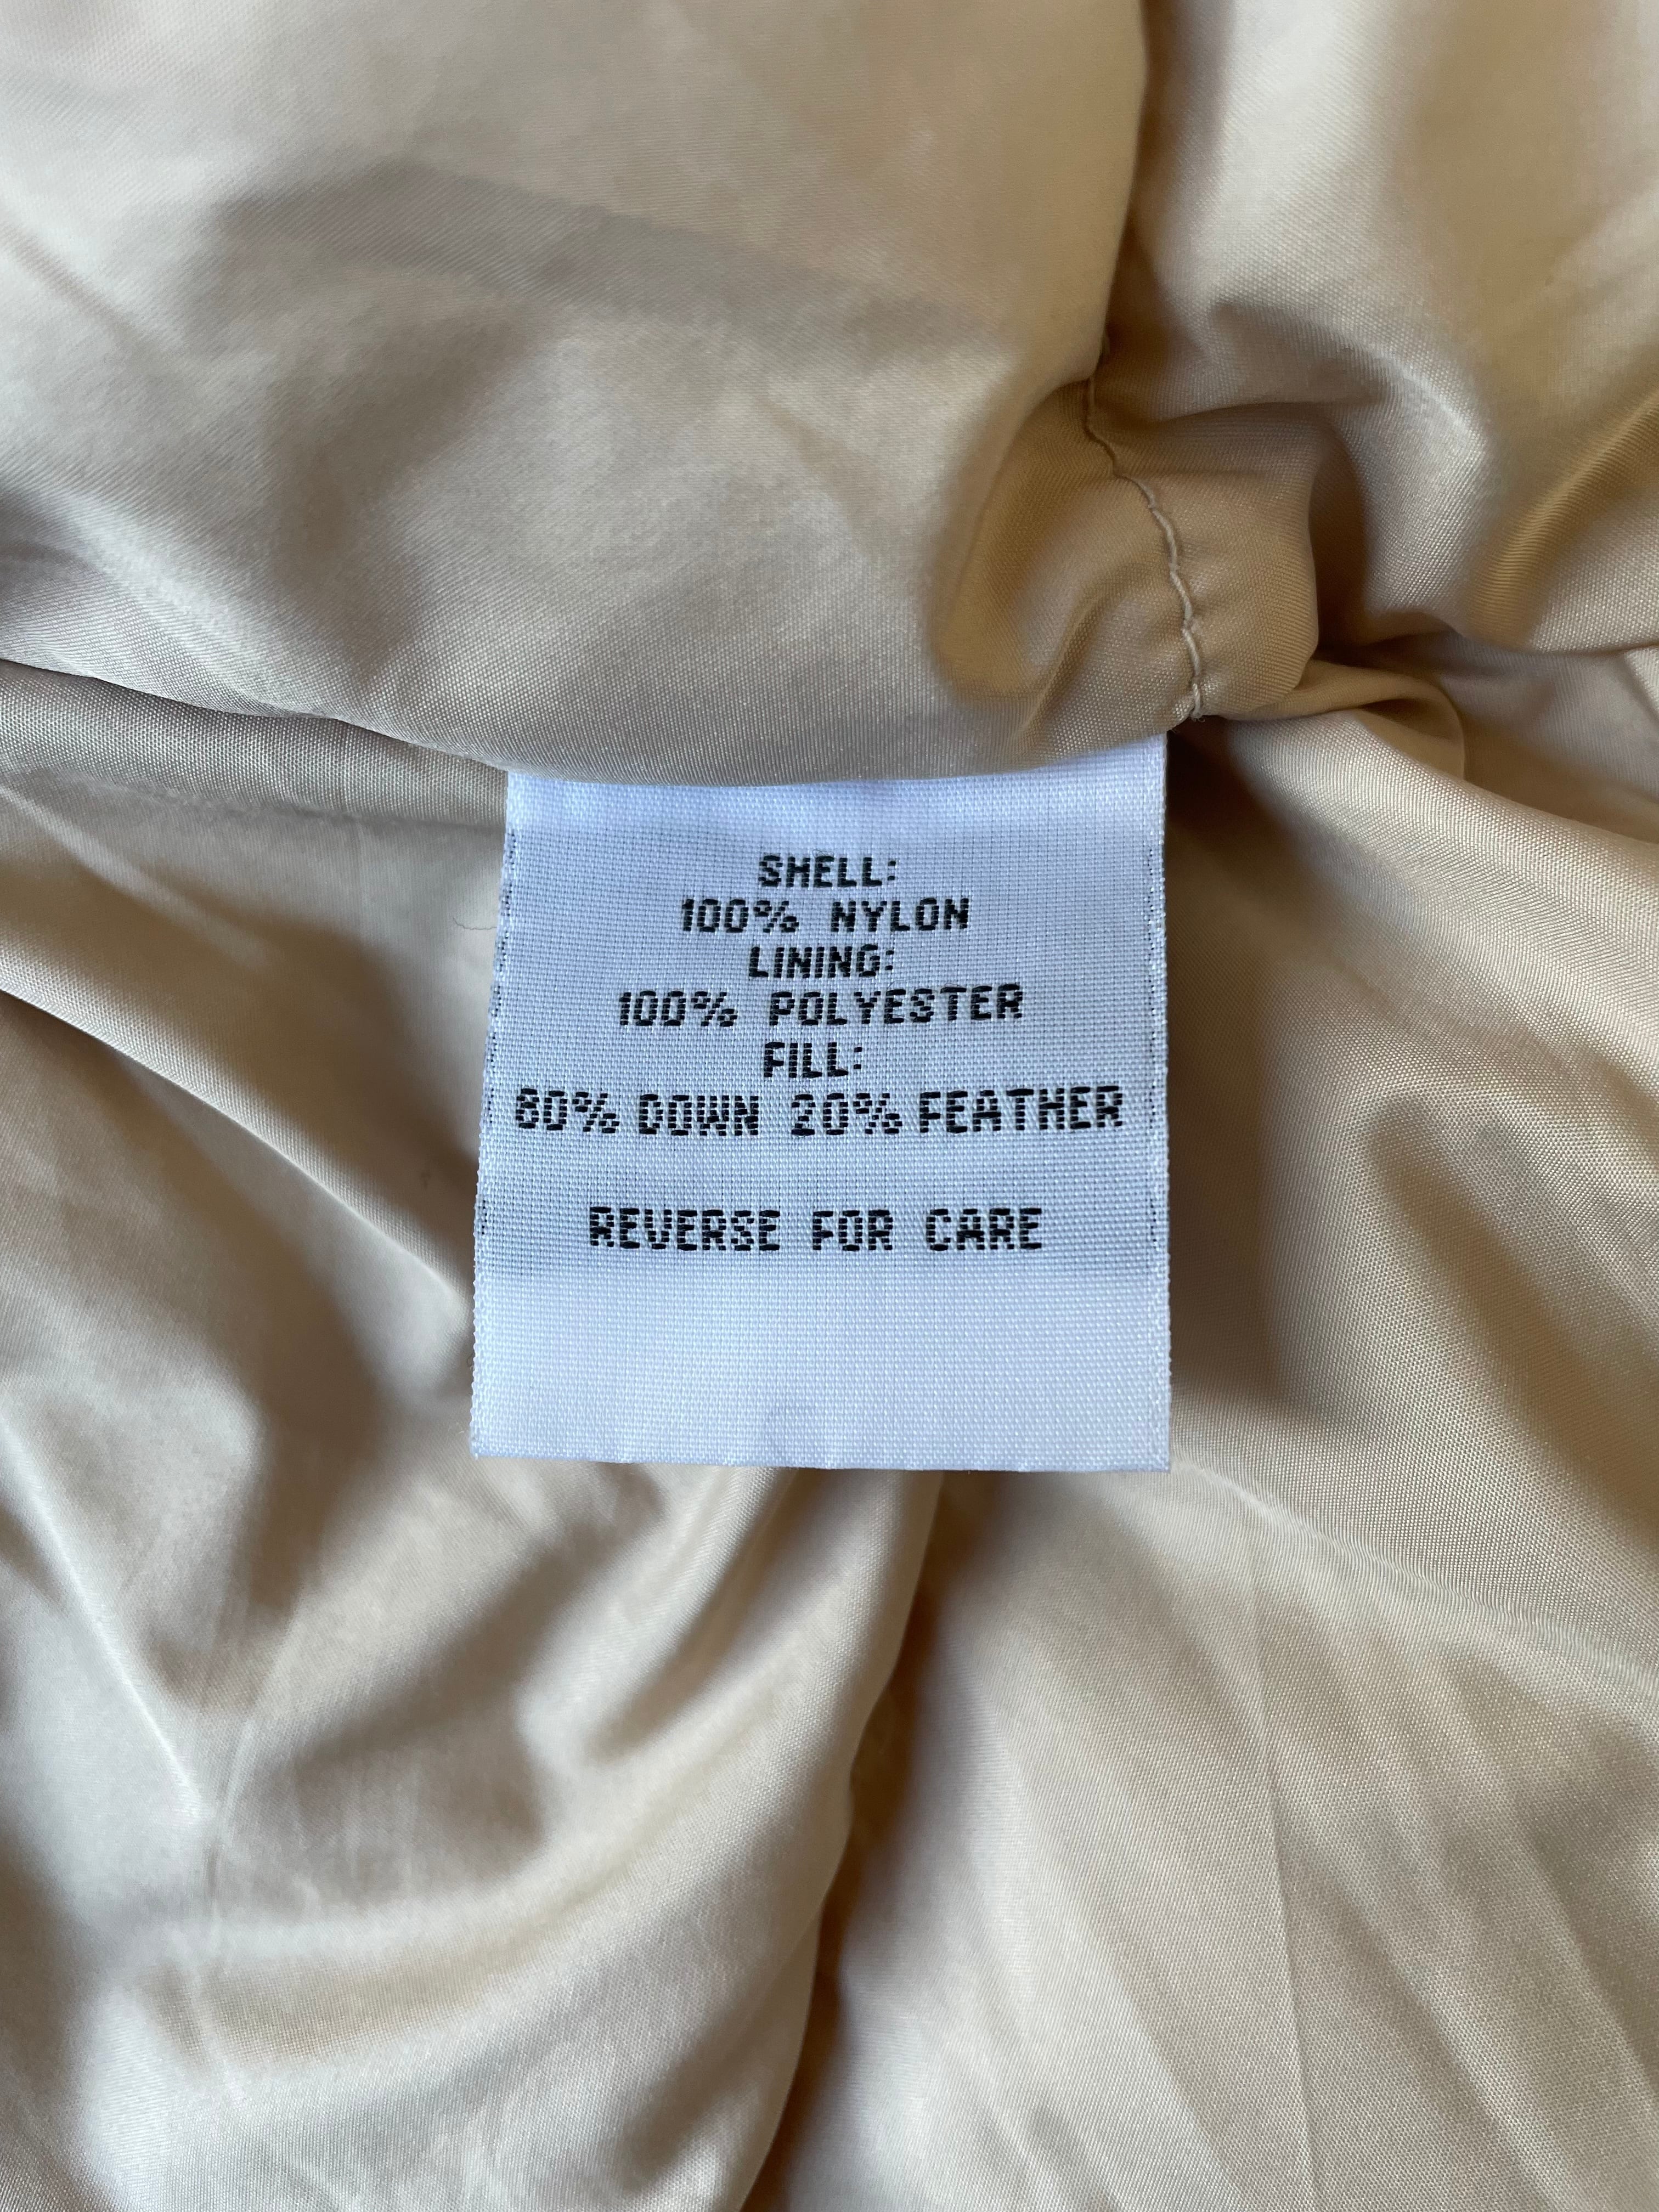 SHELL:
100% NYLON
LINING:
100% POLYESTER
FILL:
80% DOWN 20% FEATHER
REVERSE FOR CARE